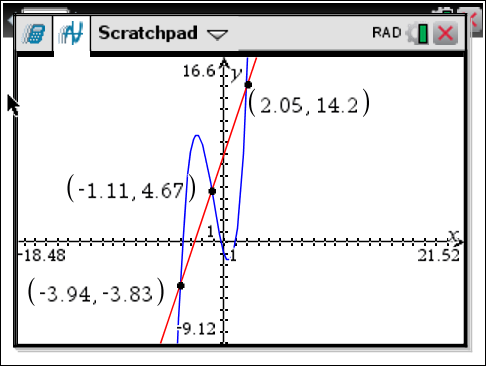 Scratchpad RAD
16.6 y
(2.05, 14.2)
(-1.11, 4.67)
1 x
-18.48 1 21.52
(-3.94, -3.83)
-9.12